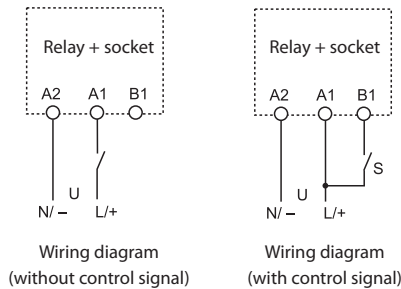 Relay + socket
A2 A1 B1
U
N/ – L/+
Wiring diagram
(without control signal)
Relay + socket
A2 A1 B1
S
U
N/ – L/+
Wiring diagram
(with control signal)